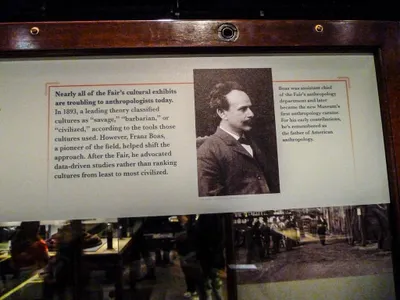 Nearly all of the Fair's cultural exhibits
are troubling to anthropologists today.
In 1893, a leading theory classified
cultures as "savage," "barbarian," or
"civilized," according to the tools those
cultures used. However, Franz Boas,
a pioneer of the field, helped shift the
approach. After the Fair, he advocated
data-driven studies rather than ranking
cultures from least to most civilized.
Boas was assistant chief
of the Fair's anthropology
department and later
became the new Museum's
first anthropology curator.
For his early contributions,
he's remembered as
the father of American
anthropology.